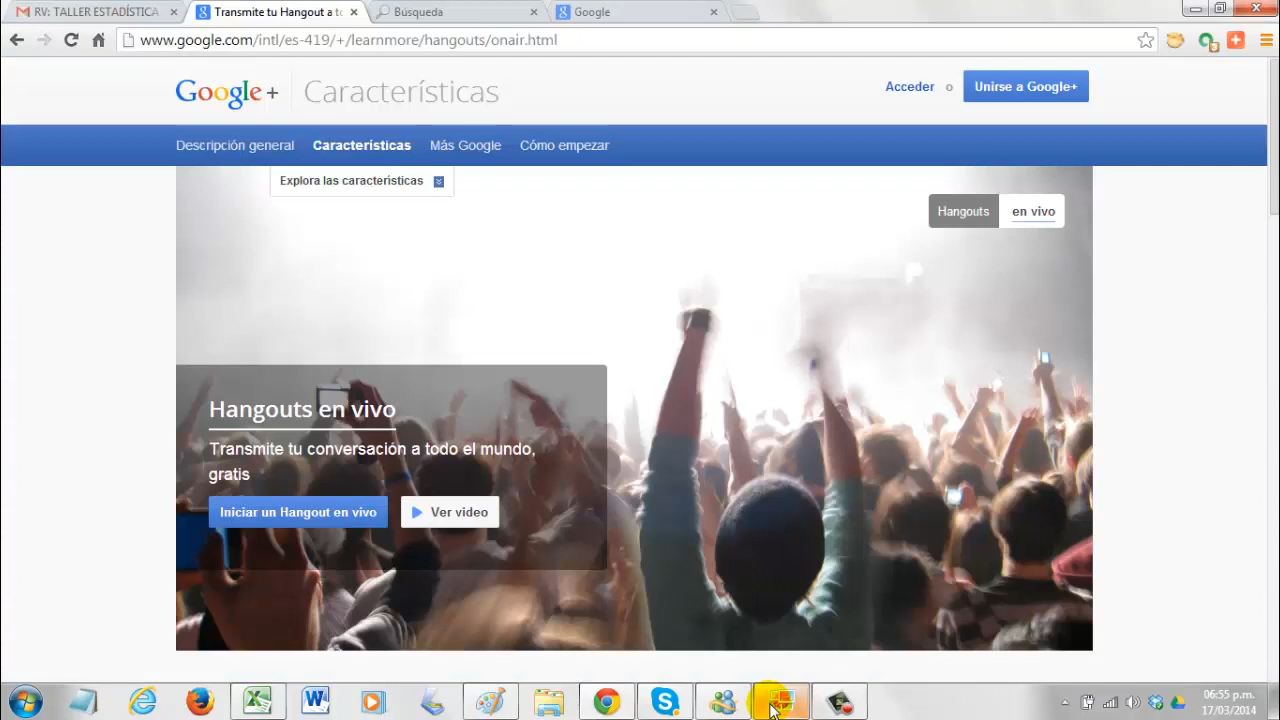 RV: TALLER ESTADÍSTICA
Transmite tu Hangout a to
Búsqueda
Google
www.google.com/intl/es-419/+/learnmore/hangouts/onair.html
Google+
Características
Acceder o
Unirse a Google+
Descripción general
Características
Más Google
Cómo empezar
Explora las características
Hangouts
en vivo
Hangouts en vivo
Transmite tu conversación a todo el mundo,
gratis
Iniciar un Hangout en vivo
Ver video
06:55 p.m.
17/03/2014